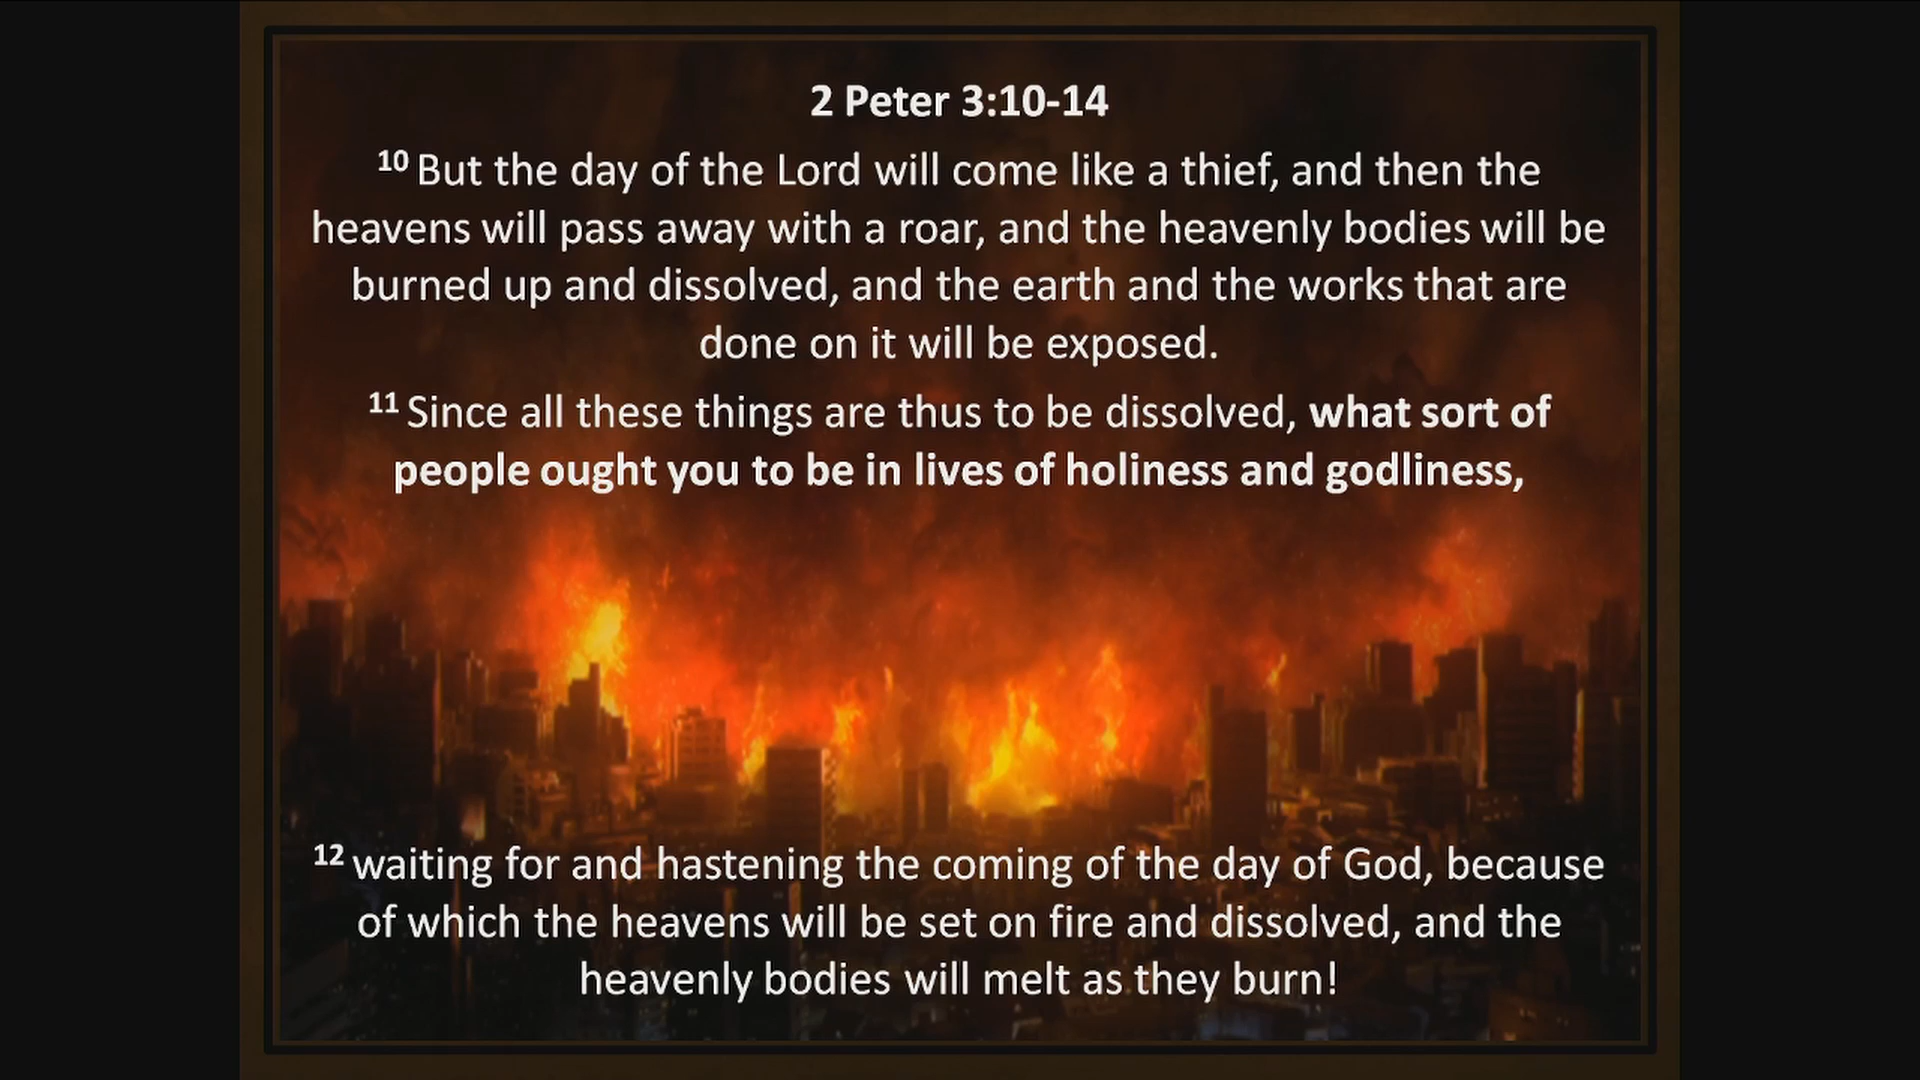 2 Peter 3:10-14
10 But the day of the Lord will come like a thief, and then the
heavens will pass away with a roar, and the heavenly bodies will be
burned up and dissolved, and the earth and the works that are
done on it will be exposed.
11 Since all these things are thus to be dissolved, what sort of
people ought you to be in lives of holiness and godliness,
12 waiting for and hastening the coming of the day of God, because
of which the heavens will be set on fire and dissolved, and the
heavenly bodies will melt as they burn!